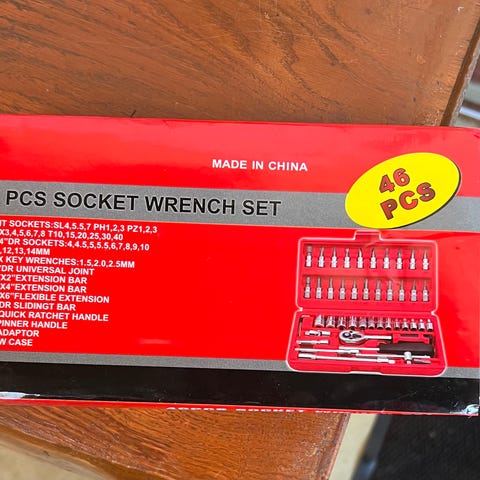 MADE IN CHINA
46
PCS
PCS SOCKET WRENCH SET
T SOCKETS:SL4,5.5,7 PH1,2,3 PZ1,2,3
X3,4,5,6,7,8 T10,15,20,25,30,40
4"DR SOCKETS:4,4.5,5,5.5,6,7,8,9,10
,12,13,14MM
X KEY WRENCHES:1.5,2.0,2.5MM
"DR UNIVERSAL JOINT
X2"EXTENSION BAR
X4"EXTENSION BAR
X6"FLEXIBLE EXTENSION
DR SLIDINGT BAR
QUICK RATCHET HANDLE
PINNER HANDLE
ADAPTOR
W CASE